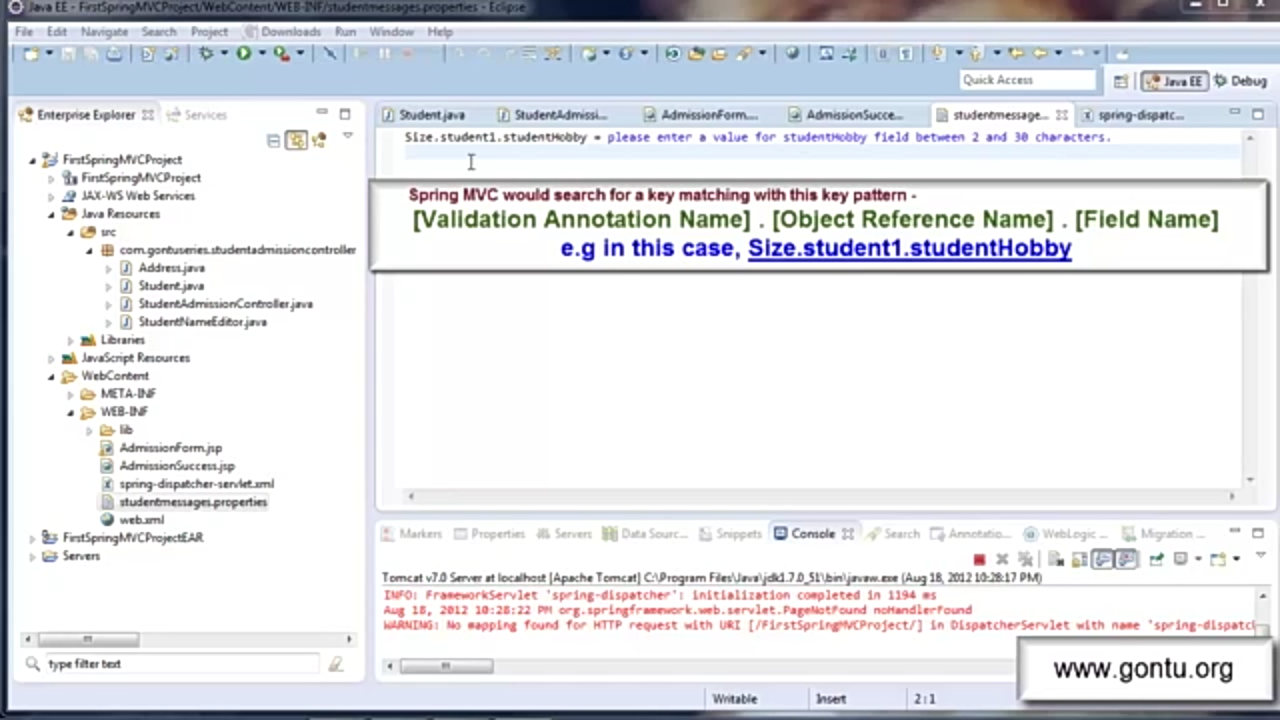 Java EE - FirstSpringMVCProject/WebContent/WEB-INF/studentmessages.properties - Eclipse
File Edit Navigate Search Project Downloads Run Window Help
Quick Access
Java EE
Debug
Enterprise Explorer
Services
Student.java
StudentAdmissi...
AdmissionForm....
AdmissionSucce...
studentmessage...
spring-dispatc...
Size.student1.studentHobby = please enter a value for studentHobby field between 2 and 30 characters.
Spring MVC would search for a key matching with this key pattern -
[Validation Annotation Name] . [Object Reference Name] . [Field Name]
e.g in this case, Size.student1.studentHobby
FirstSpringMVCProject
FirstSpringMVCProject
JAX-WS Web Services
Java Resources
src
com.gontuseries.studentadmissioncontroller
Address.java
Student.java
StudentAdmissionController.java
StudentNameEditor.java
Libraries
JavaScript Resources
WebContent
META-INF
WEB-INF
lib
AdmissionForm.jsp
AdmissionSuccess.jsp
spring-dispatcher-servlet.xml
studentmessages.properties
web.xml
FirstSpringMVCProjectEAR
Servers
type filter text
Markers
Properties
Servers
Data Sourc...
Snippets
Console
Search
Annotatio...
WebLogic ...
Migration ...
Tomcat v7.0 Server at localhost [Apache Tomcat] C:\Program Files\Java\jdk1.7.0_51\bin\javaw.exe (Aug 18, 2012 10:28:17 PM)
INFO: FrameworkServlet 'spring-dispatcher': initialization completed in 1194 ms
Aug 18, 2012 10:28:22 PM org.springframework.web.servlet.PageNotFound noHandlerFound
WARNING: No mapping found for HTTP request with URI [/FirstSpringMVCProject/] in DispatcherServlet with name 'spring-dispatc
www.gontu.org
Writable
Insert
2 : 1